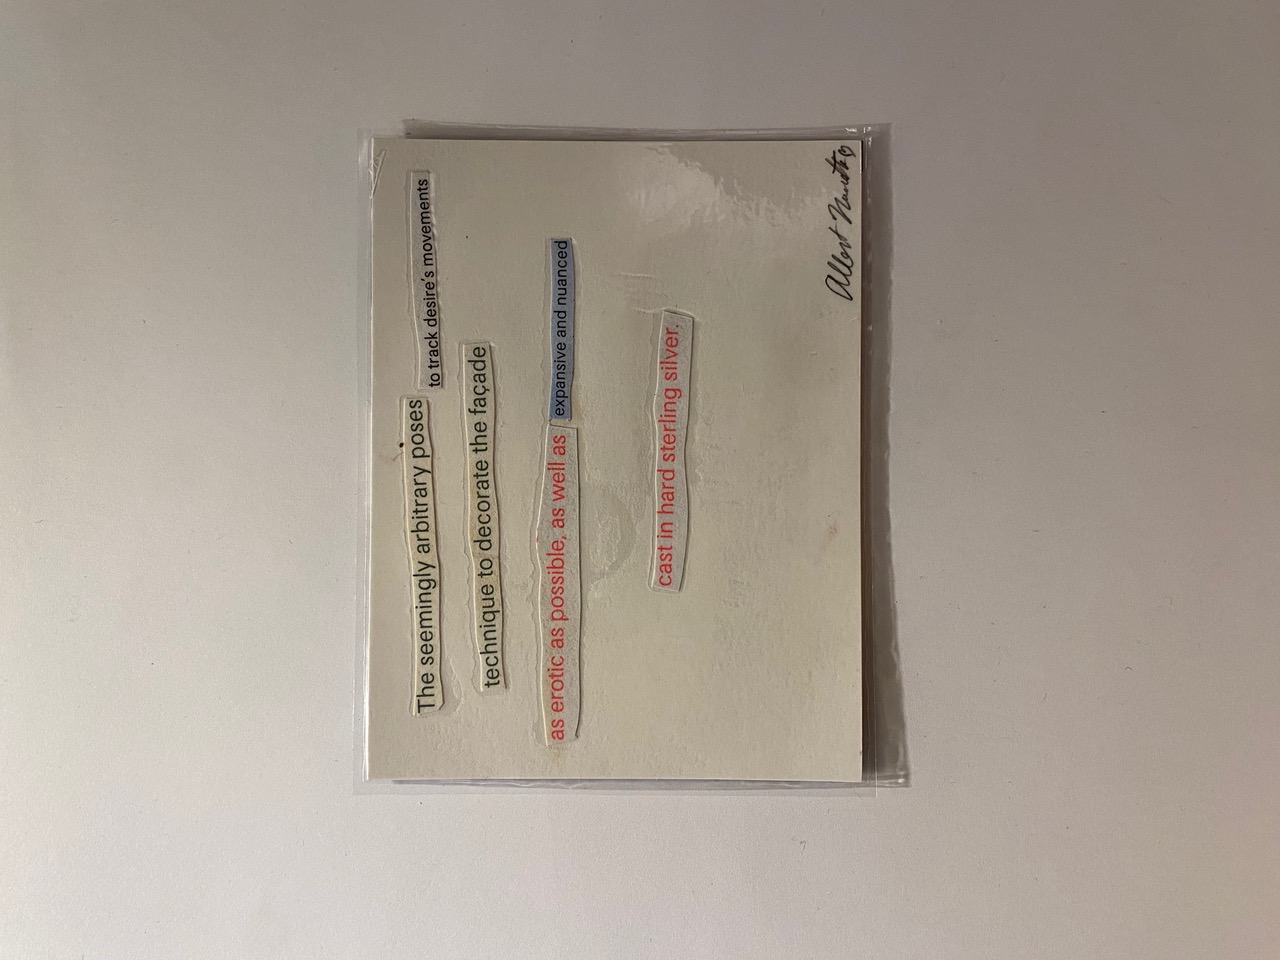 The seemingly arbitrary poses to track desire's movements
technique to decorate the façade
as erotic as possible, as well as expansive and nuanced
cast in hard sterling silver.